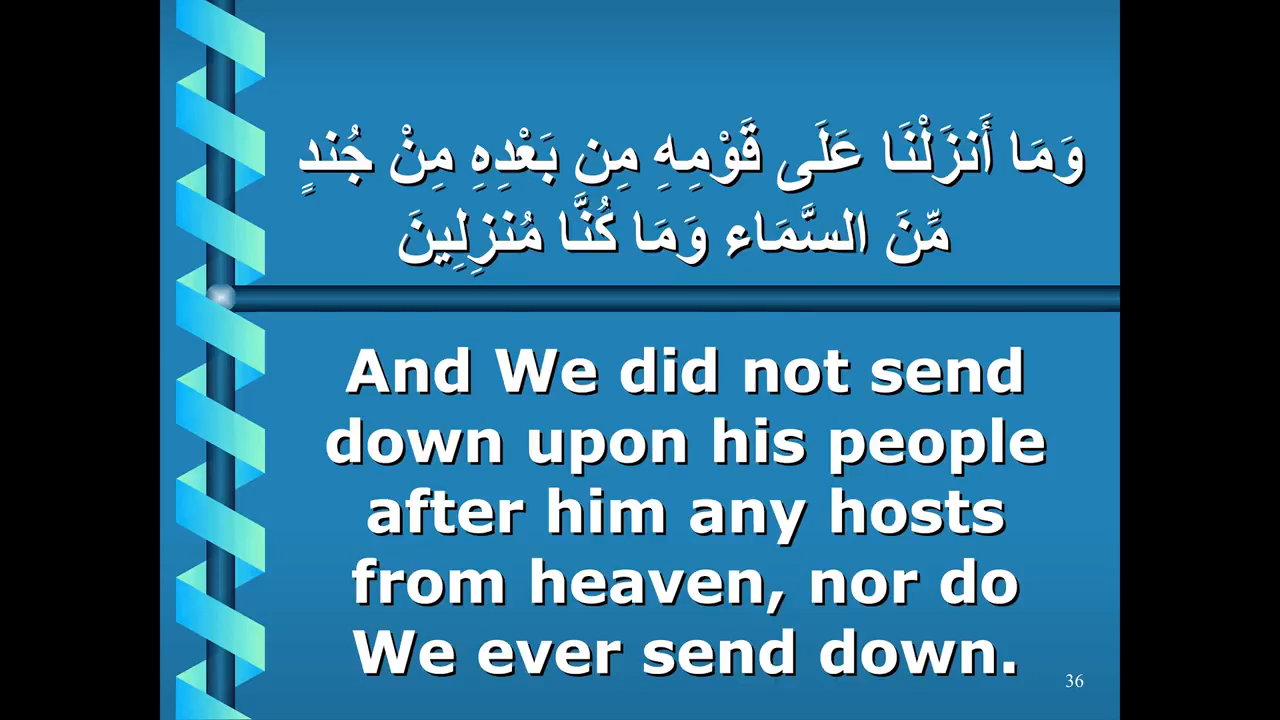 وَمَا أَنزَلْنَا عَلَى قَوْمِهِ مِن بَعْدِهِ مِنْ جُندٍ
مِّنَ السَّمَاء وَمَا كُنَّا مُنزِلِينَ
And We did not send
down upon his people
after him any hosts
from heaven, nor do
We ever send down.
36